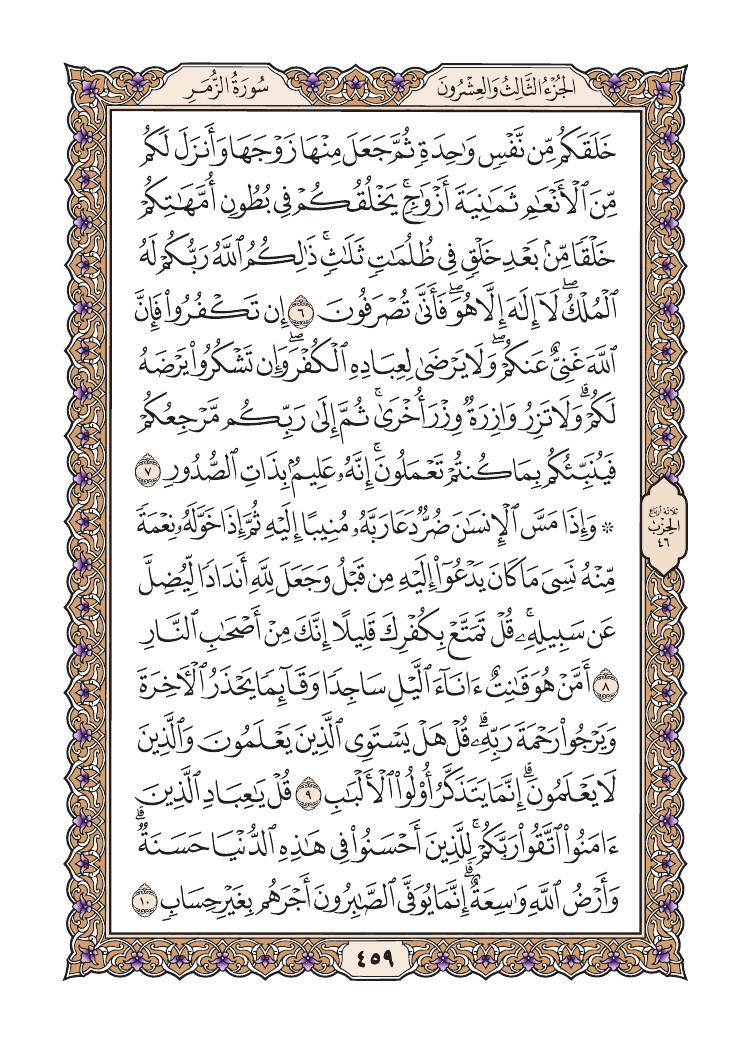 الجُزْءُ الثَّالِثُ وَالعِشْرُونَ
سُورَةُ الزُّمَرِ
خَلَقَكُم مِّن نَّفْسٍ وَٰحِدَةٍ ثُمَّ جَعَلَ مِنْهَا زَوْجَهَا وَأَنزَلَ لَكُم
مِّنَ ٱلْأَنْعَٰمِ ثَمَٰنِيَةَ أَزْوَٰجٍۚ يَخْلُقُكُمْ فِى بُطُونِ أُمَّهَٰتِكُمْ
خَلْقًا مِّنۢ بَعْدِ خَلْقٍ فِى ظُلُمَٰتٍ ثَلَٰثٍۚ ذَٰلِكُمُ ٱللَّهُ رَبُّكُمْ لَهُ
ٱلْمُلْكُۖ لَآ إِلَٰهَ إِلَّا هُوَۖ فَأَنَّىٰ تُصْرَفُونَ ٦ إِن تَكْفُرُوا۟ فَإِنَّ
ٱللَّهَ غَنِىٌّ عَنكُمْۖ وَلَا يَرْضَىٰ لِعِبَادِهِ ٱلْكُفْرَۖ وَإِن تَشْكُرُوا۟ يَرْضَهُ
لَكُمْۗ وَلَا تَزِرُ وَازِرَةٌ وِزْرَ أُخْرَىٰۚ ثُمَّ إِلَىٰ رَبِّكُم مَّرْجِعُكُمْ
فَيُنَبِّئُكُم بِمَا كُنتُمْ تَعْمَلُونَۚ إِنَّهُۥ عَلِيمٌۢ بِذَاتِ ٱلصُّدُورِ ٧
۞ وَإِذَا مَسَّ ٱلْإِنسَٰنَ ضُرٌّ دَعَا رَبَّهُۥ مُنِيبًا إِلَيْهِ ثُمَّ إِذَا خَوَّلَهُۥ نِعْمَةً
مِّنْهُ نَسِىَ مَا كَانَ يَدْعُوٓا۟ إِلَيْهِ مِن قَبْلُ وَجَعَلَ لِلَّهِ أَندَادًا لِّيُضِلَّ
عَن سَبِيلِهِۦۚ قُلْ تَمَتَّعْ بِكُفْرِكَ قَلِيلًا إِنَّكَ مِنْ أَصْحَٰبِ ٱلنَّارِ
٨ أَمَّنْ هُوَ قَٰنِتٌ ءَانَآءَ ٱلَّيْلِ سَاجِدًا وَقَآئِمًا يَحْذَرُ ٱلْءَاخِرَةَ
وَيَرْجُوا۟ رَحْمَةَ رَبِّهِۦۗ قُلْ هَلْ يَسْتَوِى ٱلَّذِينَ يَعْلَمُونَ وَٱلَّذِينَ
لَا يَعْلَمُونَۗ إِنَّمَا يَتَذَكَّرُ أُو۟لُوا۟ ٱلْأَلْبَٰبِ ٩ قُلْ يَٰعِبَادِ ٱلَّذِينَ
ءَامَنُوا۟ ٱتَّقُوا۟ رَبَّكُمْۚ لِلَّذِينَ أَحْسَنُوا۟ فِى هَٰذِهِ ٱلدُّنْيَا حَسَنَةٌۗ
وَأَرْضُ ٱللَّهِ وَٰسِعَةٌۗ إِنَّمَا يُوَفَّى ٱلصَّٰبِرُونَ أَجْرَهُم بِغَيْرِ حِسَابٍ ١٠
ثلاثة أرباع
الحزب
٤٦
٤٥٩